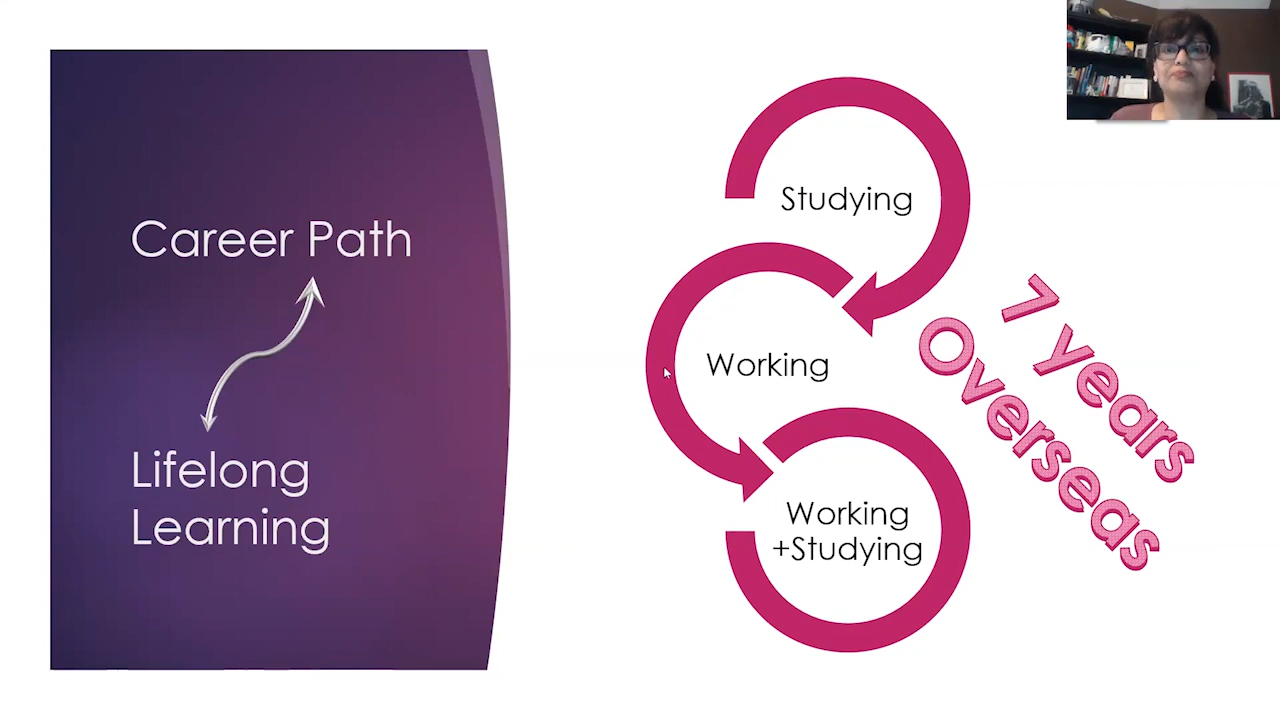 Career Path
Lifelong
Learning
Studying
Working
Working
+Studying
7 years
Overseas